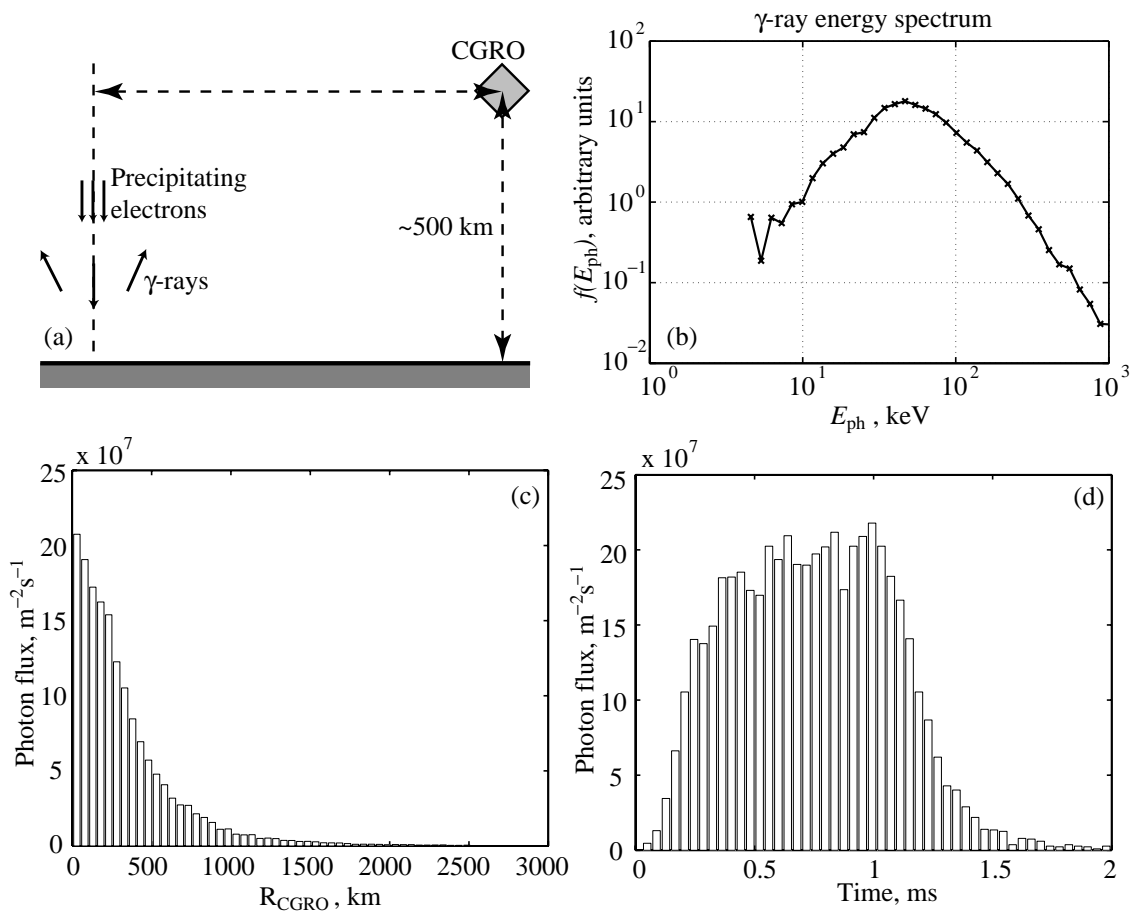 CGRO
Precipitating
electrons
~500 km
γ-rays
(a)
γ-ray energy spectrum
f(E_ph), arbitrary units
10^2
10^1
10^0
10^−1
10^−2
(b)
10^0 10^1 10^2 10^3
E_ph , keV
x 10^7
Photon flux, m^−2s^−1
25
20
15
10
5
0
(c)
0 500 1000 1500 2000 2500 3000
R_CGRO , km
x 10^7
Photon flux, m^−2s^−1
25
20
15
10
5
0
(d)
0 0.5 1 1.5 2
Time, ms